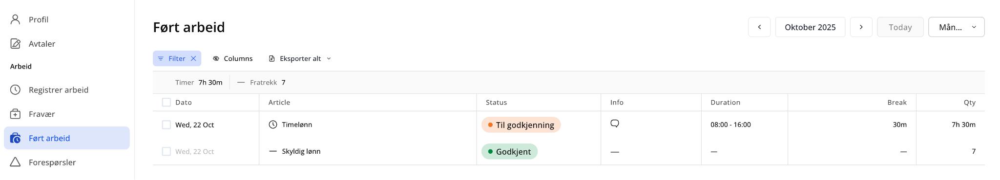 Profil
Avtaler
Arbeid
Registrer arbeid
Fravær
Ført arbeid
Forespørsler
Ført arbeid
Oktober 2025
Today
Mån...
Filter
Columns
Eksporter alt
Timer 7h 30m — Fratrekk 7
Dato Article Status Info Duration Break Qty
Wed, 22 Oct Timelønn Til godkjenning 08:00 - 16:00 30m 7h 30m
Wed, 22 Oct — Skyldig lønn Godkjent — — — 7